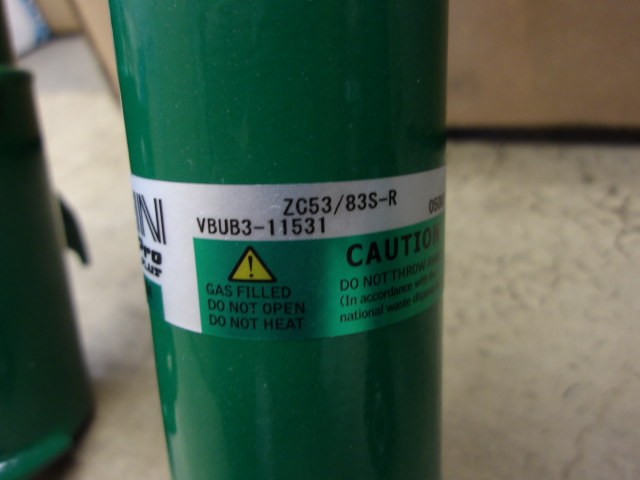 ZC53/83S-R
VBUB3-11531
CAUTION
GAS FILLED
DO NOT OPEN
DO NOT HEAT
DO NOT THROW
(In accordance with
national waste